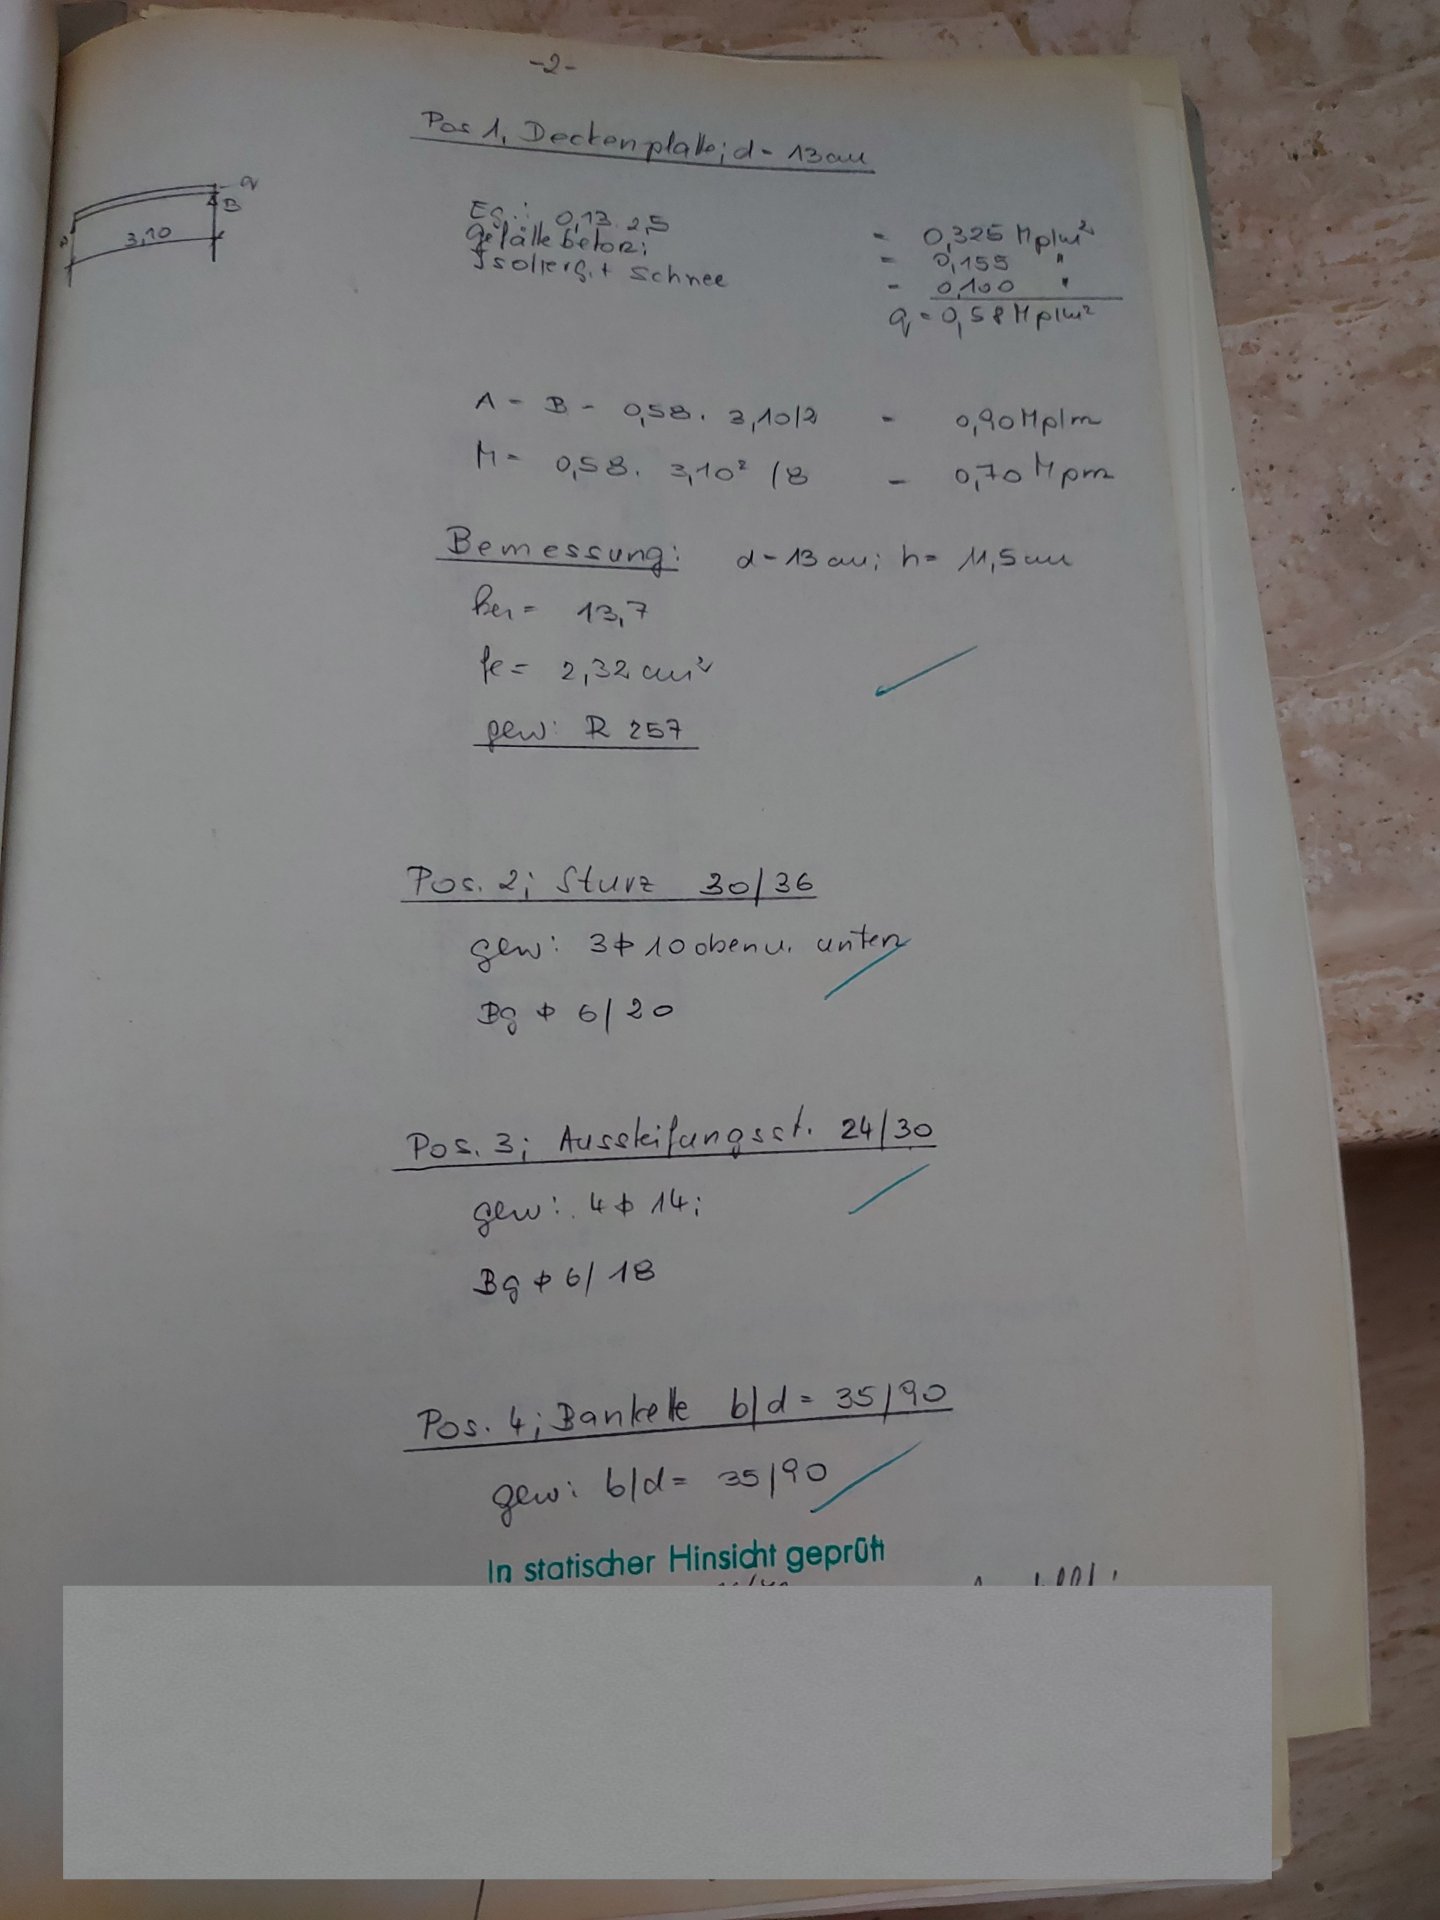 -2-
Pos 1, Deckenplatte; d = 13 cm
q
B
3,10
Eg.: 0,13 . 2,5 = 0,325 Mp/m²
Gefällebeton: = 0,155 "
Isolierg. + Schnee = 0,100 "
q = 0,58 Mp/m²
A = B = 0,58 . 3,10/2 = 0,90 Mp/m
M = 0,58 . 3,10² /8 = 0,70 Mpm
Bemessung: d = 13 cm; h = 11,5 cm
= 13,7
fe = 2,32 cm²
gew: R 257
Pos. 2; Sturz 30/36
gew: 3 ϕ 10 oben u. unten
Bg ϕ 6/20
Pos. 3; Aussteifungsst. 24/30
gew: 4 ϕ 14;
Bg ϕ 6/18
Pos. 4; Bankette b/d = 35/90
gew: b/d = 35/90
In statischer Hinsicht geprüft